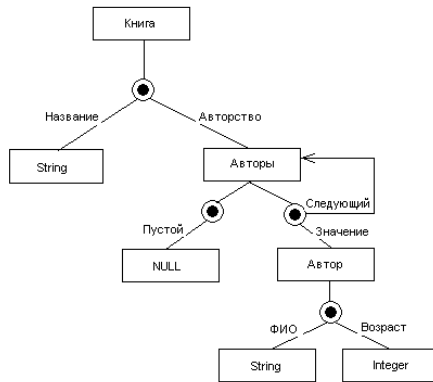 Книга
Название
Авторство
String
Авторы
Пустой
Следующий
Значение
NULL
Автор
ФИО
Возраст
String
Integer